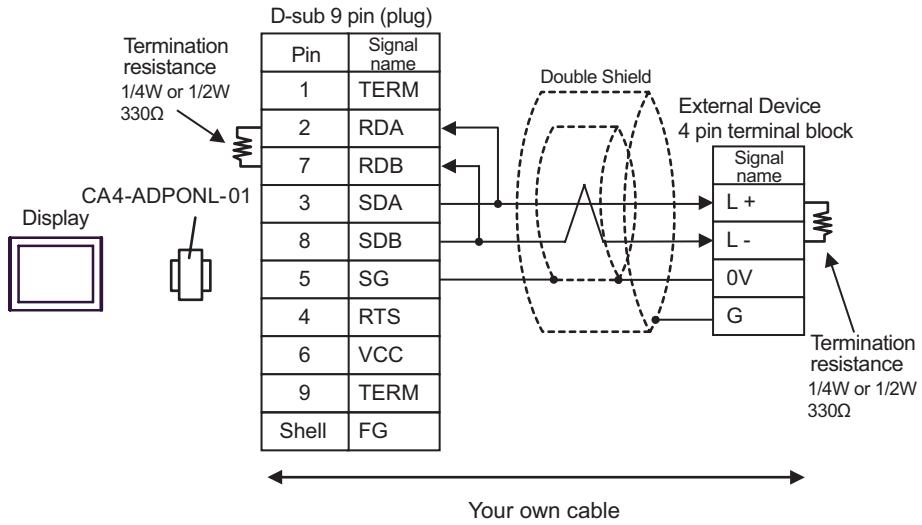 D-sub 9 pin (plug)
Termination
resistance
1/4W or 1/2W
330Ω
Pin
Signal
name
1
TERM
2
RDA
7
RDB
3
SDA
8
SDB
5
SG
4
RTS
6
VCC
9
TERM
Shell
FG
CA4-ADPONL-01
Display
Double Shield
External Device
4 pin terminal block
Signal
name
L +
L -
0V
G
Termination
resistance
1/4W or 1/2W
330Ω
Your own cable